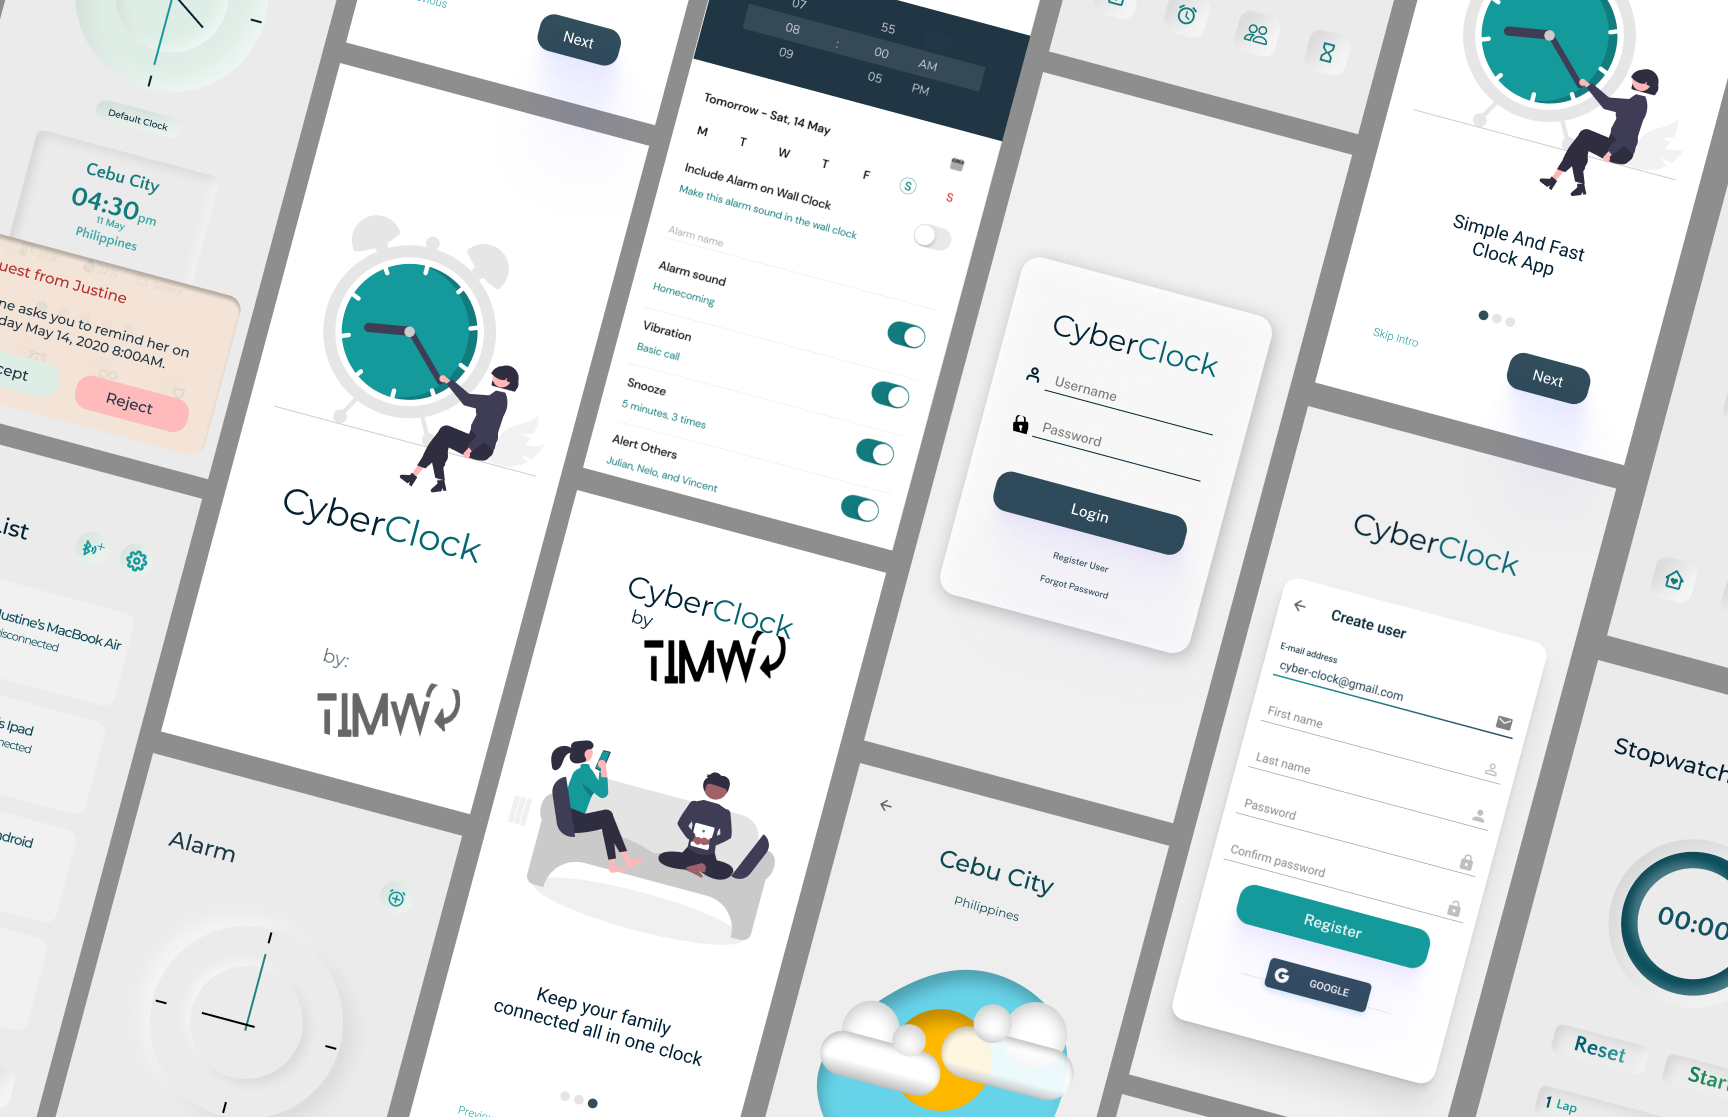 Default Clock
Cebu City
04:30pm
11 May
Philippines
uest from Justine
ne asks you to remind her on
day May 14, 2020 8:00AM.
cept
Reject
List
Justine's MacBook Air
isconnected
s Ipad
nected
ndroid
Alarm
Next
CyberClock
by:
TIMW
07
08 : 00 AM
09
55
05 PM
Tomorrow - Sat, 14 May
M T W T F S S
Include Alarm on Wall Clock
Make this alarm sound in the wall clock
Alarm name
Alarm sound
Homecoming
Vibration
Basic call
Snooze
5 minutes, 3 times
Alert Others
Julian, Nelo, and Vincent
CyberClock
by
TIMW
Keep your family
connected all in one clock
CyberClock
Username
Password
Login
Register User
Forgot Password
Cebu City
Philippines
Simple And Fast
Clock App
Skip Intro
Next
CyberClock
Create user
E-mail address
cyber-clock@gmail.com
First name
Last name
Password
Confirm password
Register
G GOOGLE
Stopwatch
00:00
Reset
Star
1 Lap